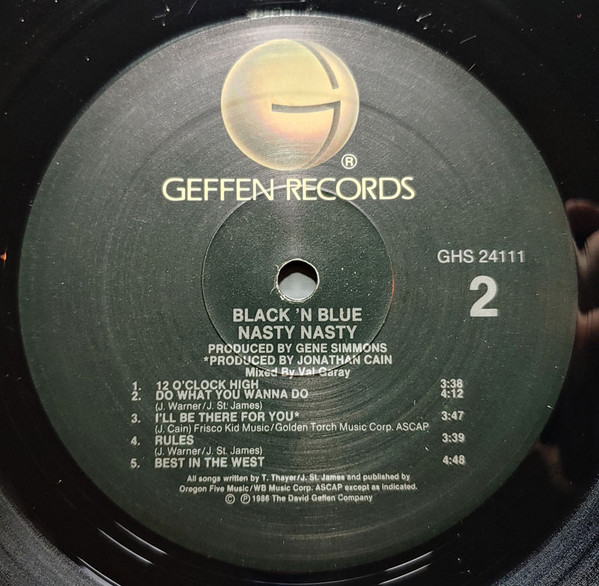 G
®
GEFFEN RECORDS
GHS 24111
2
BLACK 'N BLUE
NASTY NASTY
PRODUCED BY GENE SIMMONS
*PRODUCED BY JONATHAN CAIN
Mixed By Val Garay
1. 12 O'CLOCK HIGH 3:38
2. DO WHAT YOU WANNA DO 4:12
(J. Warner/J. St. James)
3. I'LL BE THERE FOR YOU* 3:47
(J. Cain) Frisco Kid Music/Golden Torch Music Corp. ASCAP
4. RULES 3:39
(J. Warner/J. St. James)
5. BEST IN THE WEST 4:48
All songs written by T. Thayer/J. St. James and published by
Oregon Five Music/WB Music Corp. ASCAP except as indicated.
© ℗ 1986 The David Geffen Company